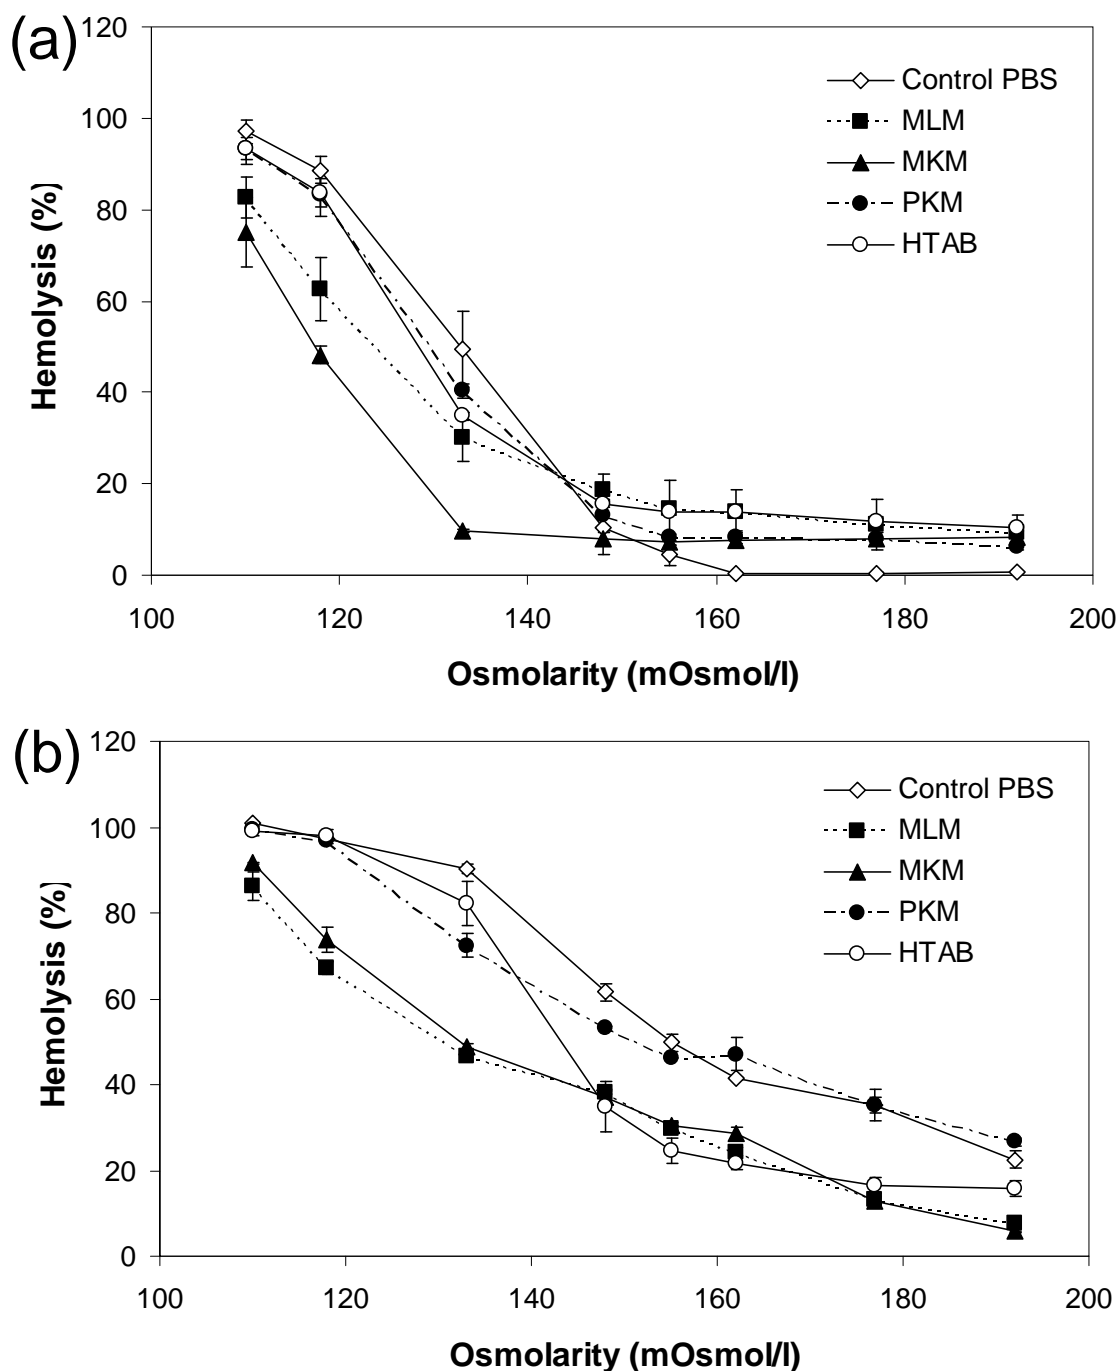 (a)
120
100
80
60
40
20
0
Hemolysis (%)
Control PBS
MLM
MKM
PKM
HTAB
100 120 140 160 180 200
Osmolarity (mOsmol/l)
(b)
120
100
80
60
40
20
0
Hemolysis (%)
Control PBS
MLM
MKM
PKM
HTAB
100 120 140 160 180 200
Osmolarity (mOsmol/l)